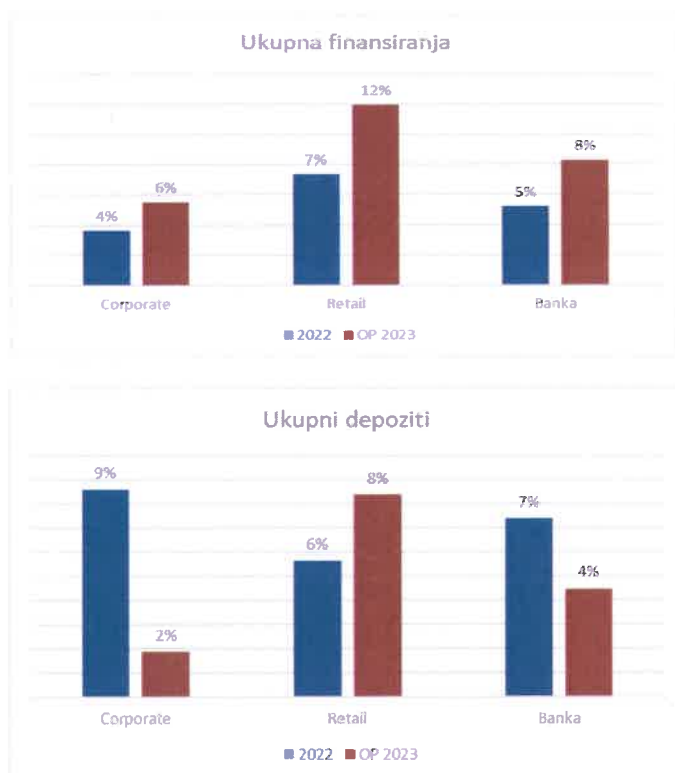 Ukupna finansiranja
12%
8%
7%
6%
5%
4%
Corporate Retail Banka
2022 OP 2023
Ukupni depoziti
9%
8%
7%
6%
4%
2%
Corporate Retail Banka
2022 OP 2023